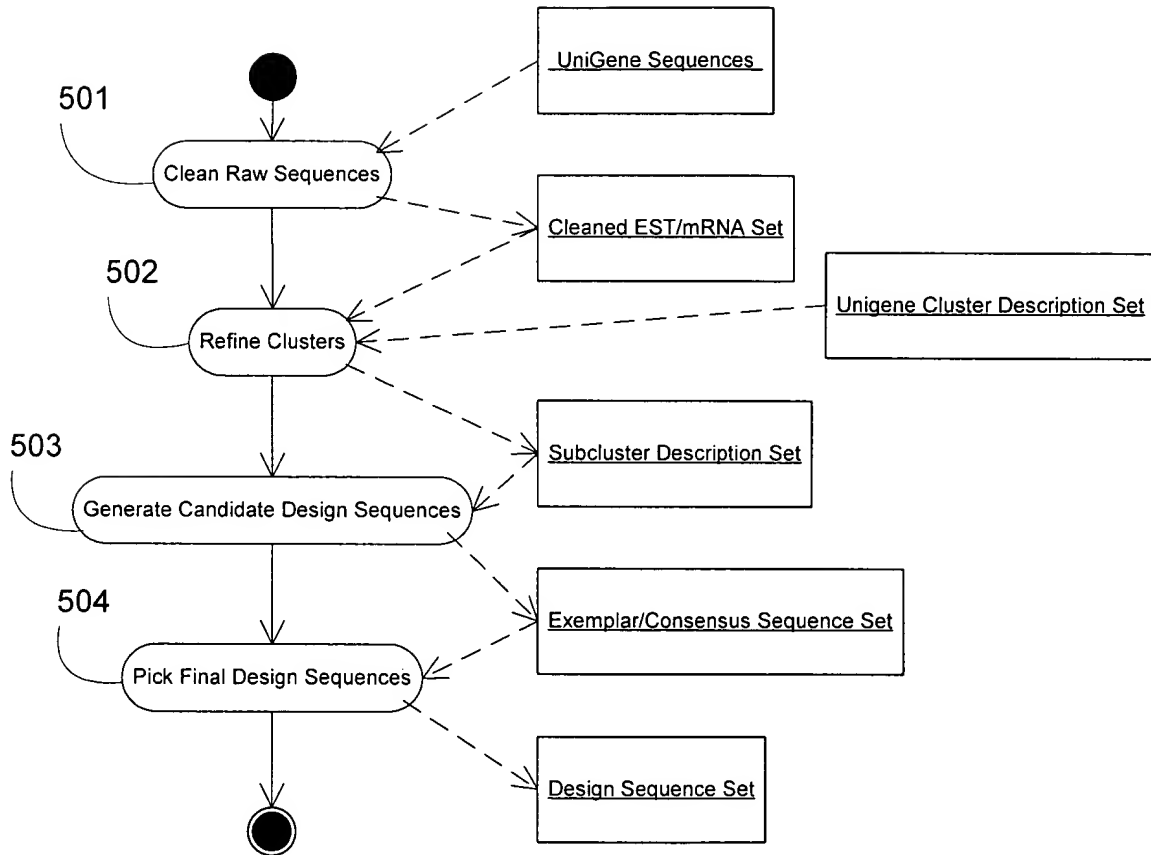 UniGene Sequences
501
Clean Raw Sequences
Cleaned EST/mRNA Set
502
Unigene Cluster Description Set
Refine Clusters
503
Subcluster Description Set
Generate Candidate Design Sequences
504
Exemplar/Consensus Sequence Set
Pick Final Design Sequences
Design Sequence Set